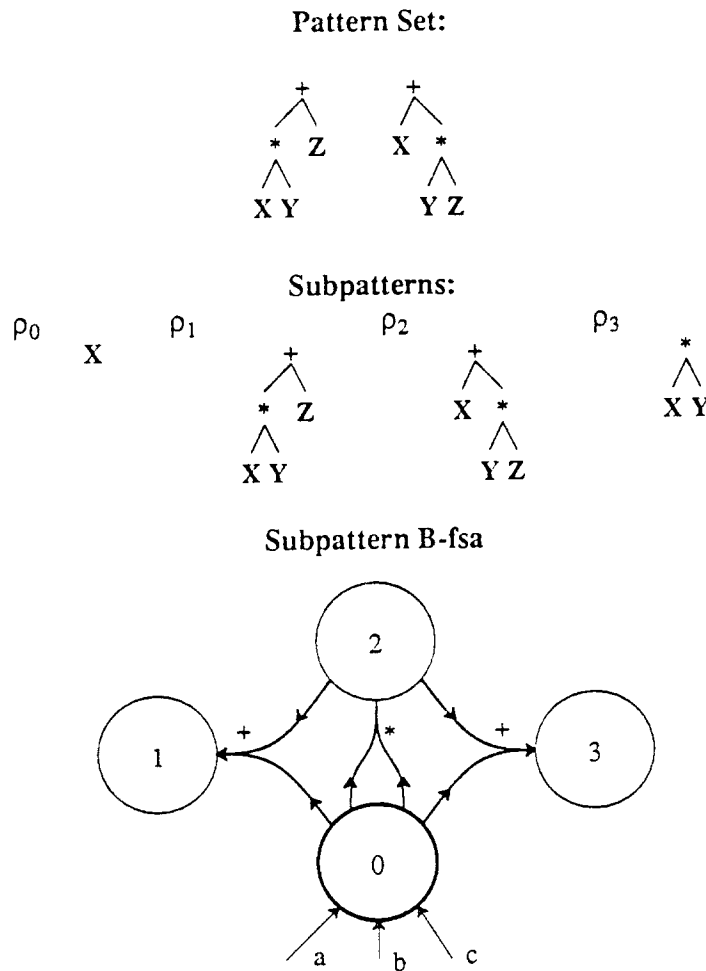 Pattern Set:
+ +
* Z X *
X Y Y Z
Subpatterns:
ρ0 ρ1 ρ2 ρ3
X + + *
* Z X * X Y
X Y Y Z
Subpattern B-fsa
2
+ * +
1 3
0
a b c